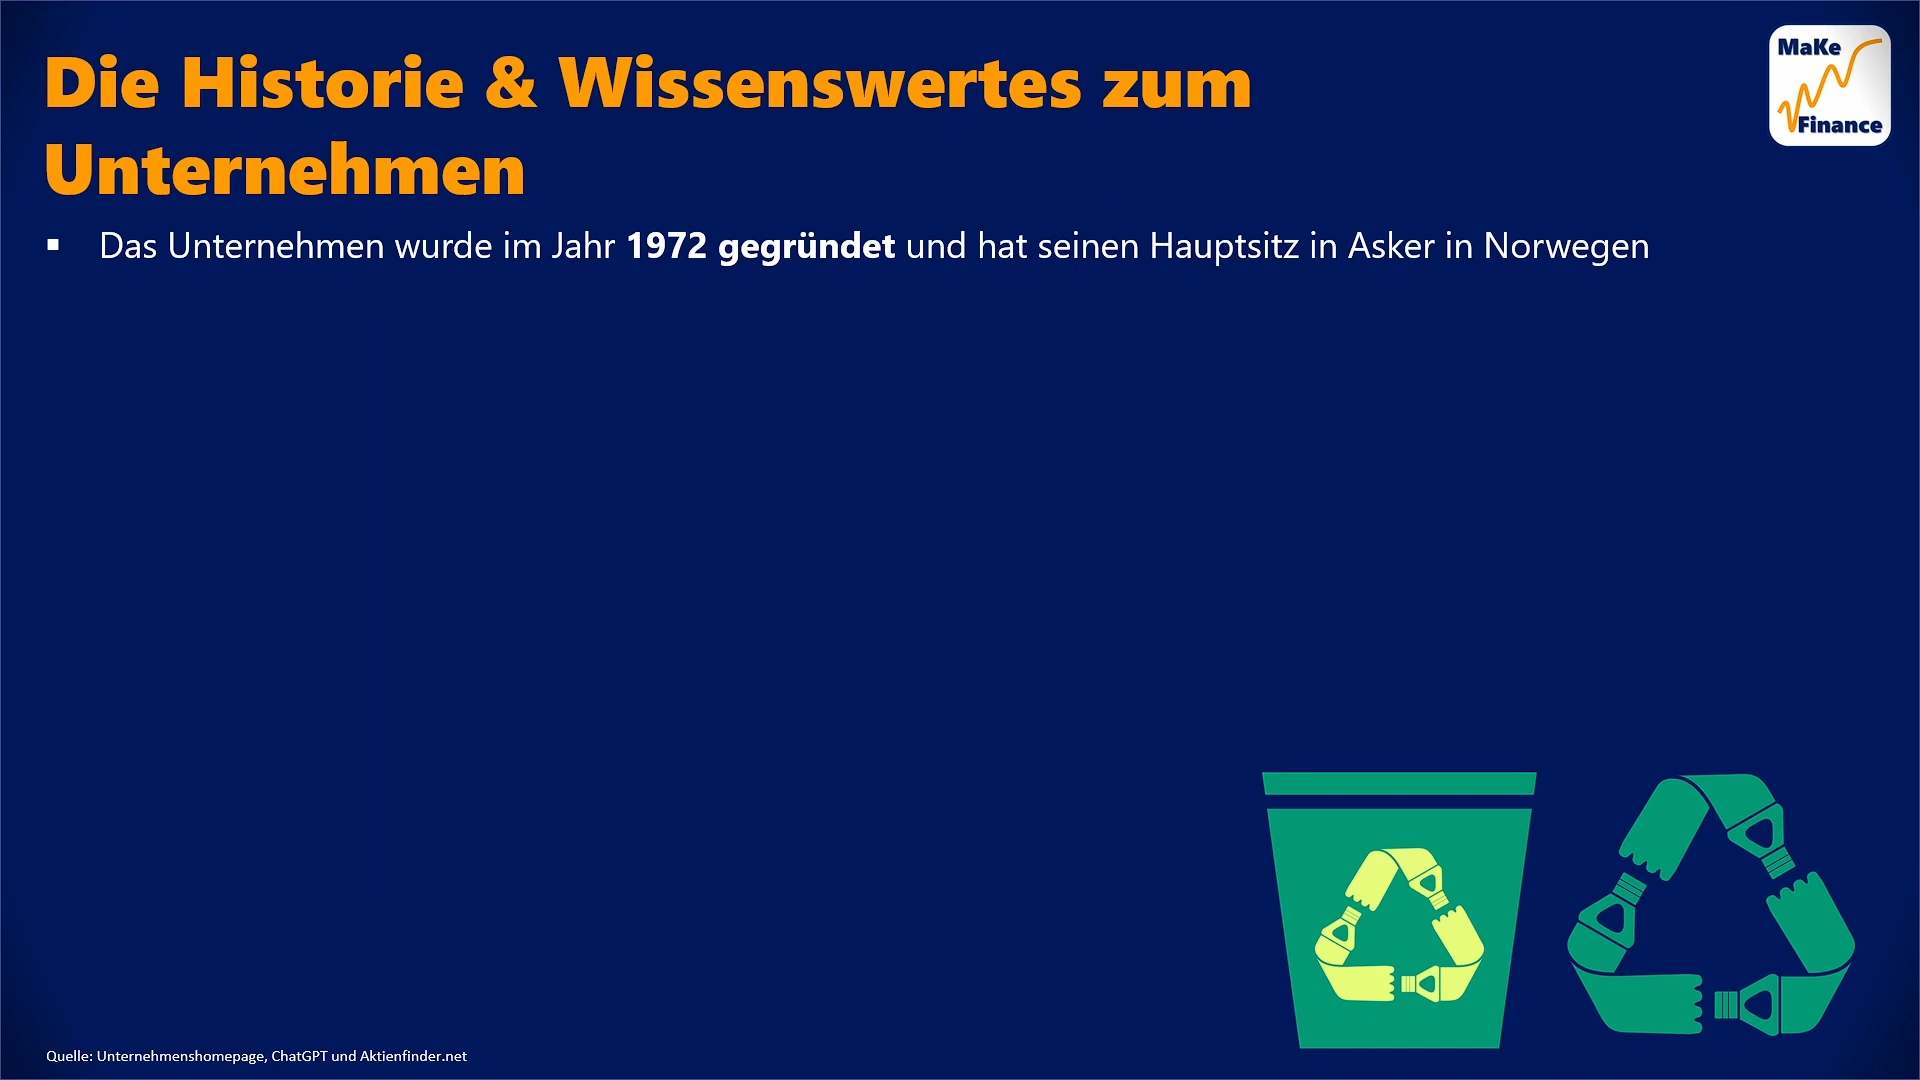 Die Historie & Wissenswertes zum
Unternehmen
MaKe
Finance
▪ Das Unternehmen wurde im Jahr 1972 gegründet und hat seinen Hauptsitz in Asker in Norwegen
Quelle: Unternehmenshomepage, ChatGPT und Aktienfinder.net